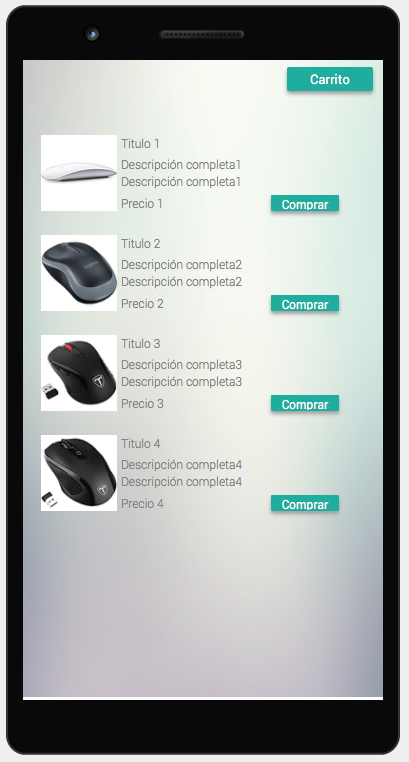 Carrito
Titulo 1
Descripción completa1
Descripción completa1
Precio 1
Comprar
Titulo 2
Descripción completa2
Descripción completa2
Precio 2
Comprar
Titulo 3
Descripción completa3
Descripción completa3
Precio 3
Comprar
Titulo 4
Descripción completa4
Descripción completa4
Precio 4
Comprar